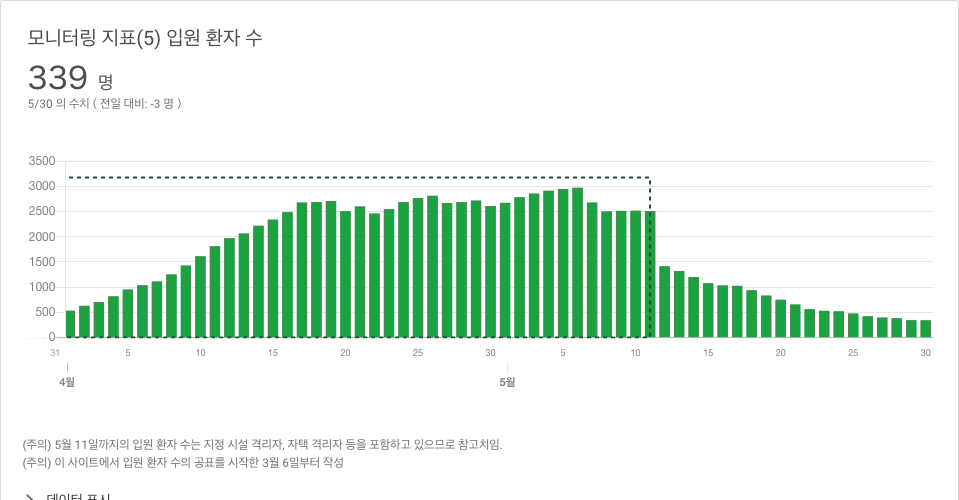 모니터링 지표(5) 입원 환자 수
339 명
5/30 의 수치 ( 전일 대비: -3 명 )
3500
3000
2500
2000
1500
1000
500
0
31 5 10 15 20 25 30 5 10 15 20 25 30
4월 5월
(주의) 5월 11일까지의 입원 환자 수는 지정 시설 격리자, 자택 격리자 등을 포함하고 있으므로 참고치임.
(주의) 이 사이트에서 입원 환자 수의 공표를 시작한 3월 6일부터 작성
데이터 표시